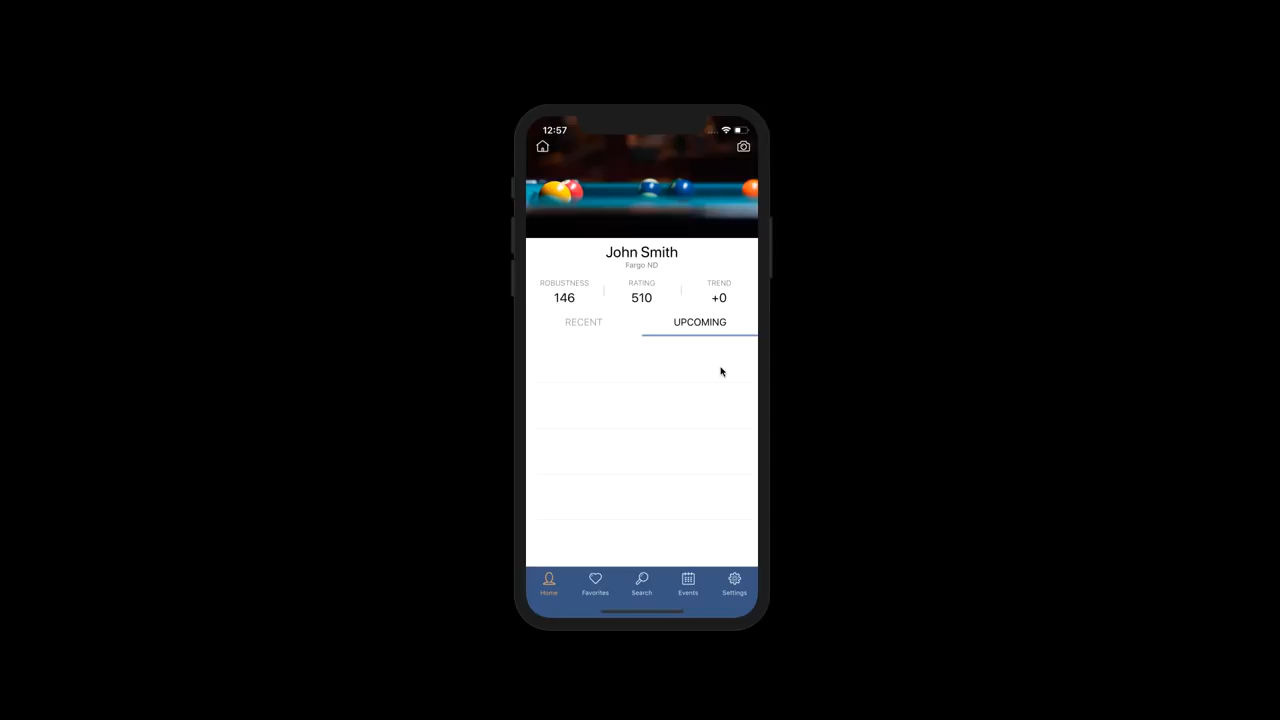 12:57
John Smith
Fargo ND
ROBUSTNESS RATING TREND
146 510 +0
RECENT UPCOMING
Home Favorites Search Events Settings